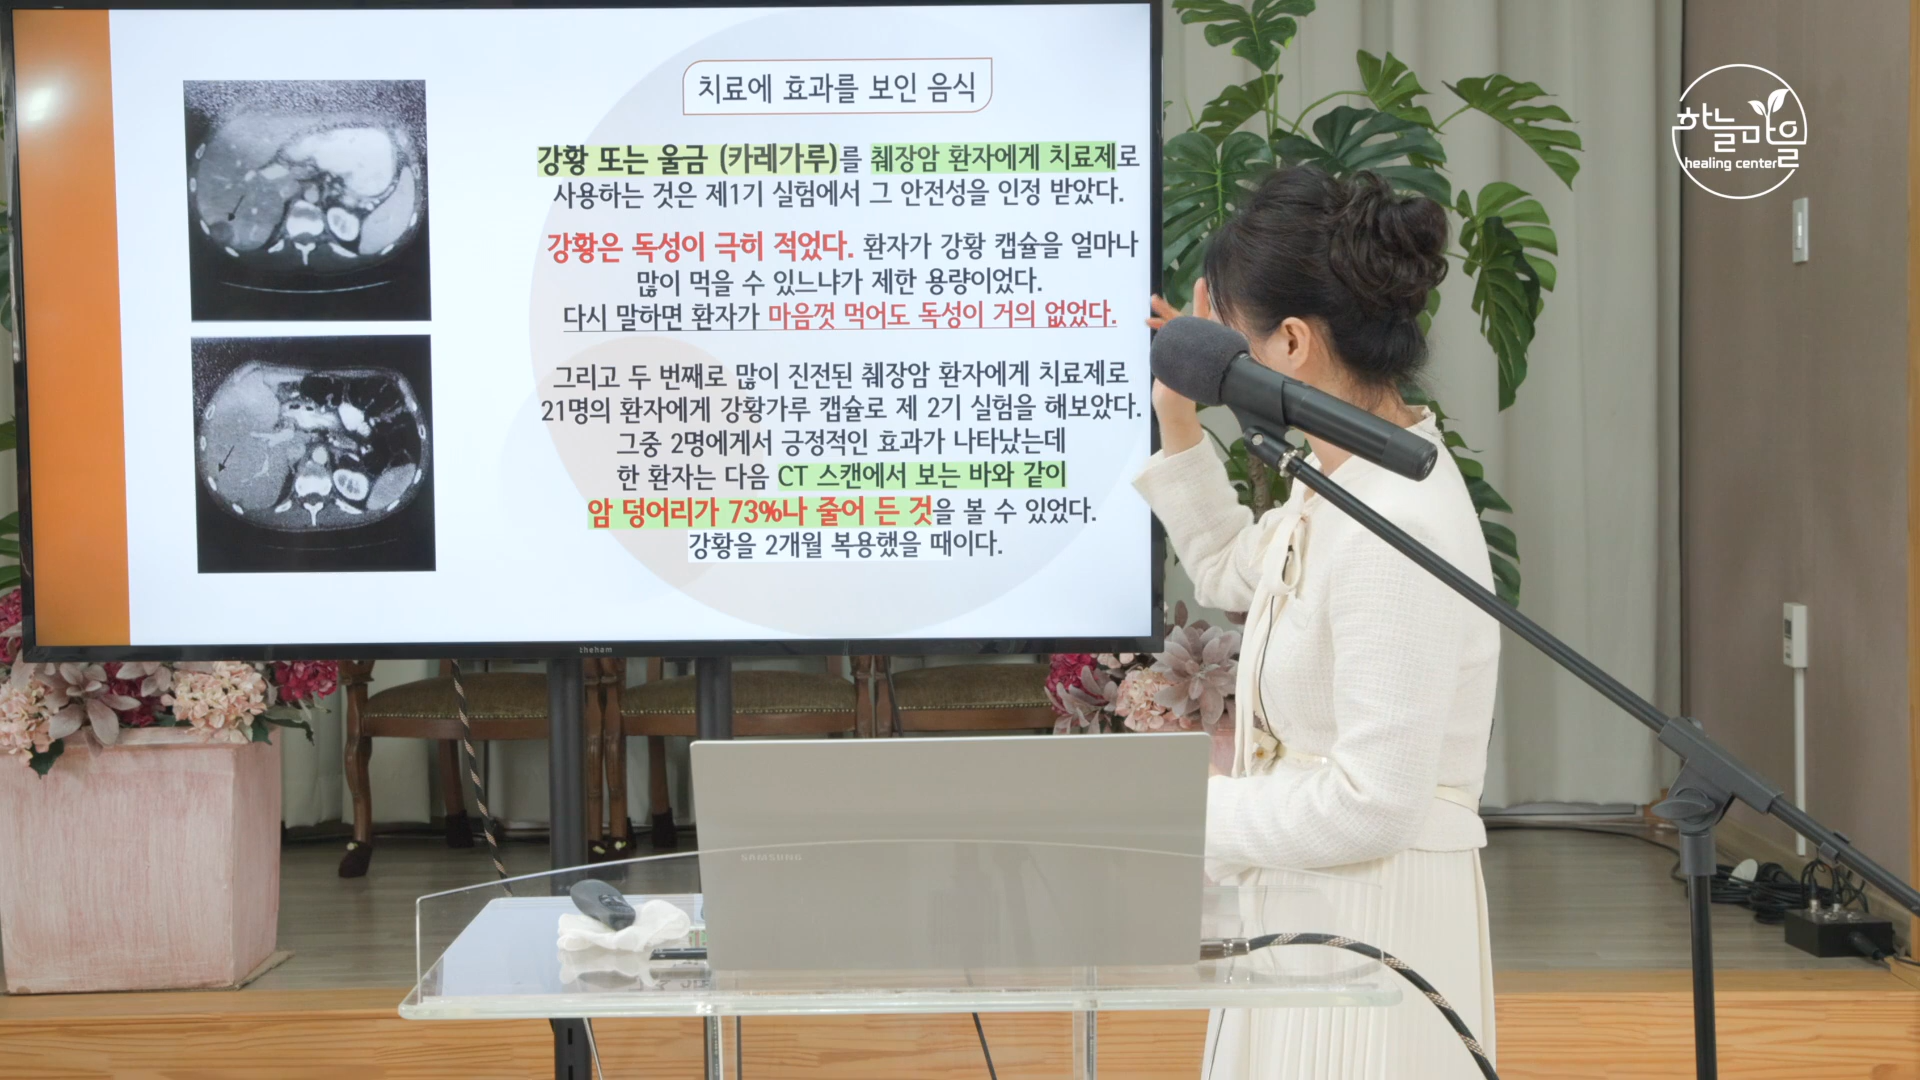 치료에 효과를 보인 음식
강황 또는 울금 (카레가루)를 췌장암 환자에게 치료제로
사용하는 것은 제1기 실험에서 그 안전성을 인정 받았다.
강황은 독성이 극히 적었다. 환자가 강황 캡슐을 얼마나
많이 먹을 수 있느냐가 제한 용량이었다.
다시 말하면 환자가 마음껏 먹어도 독성이 거의 없었다.
그리고 두 번째로 많이 진전된 췌장암 환자에게 치료제로
21명의 환자에게 강황가루 캡슐로 제 2기 실험을 해보았다.
그중 2명에게서 긍정적인 효과가 나타났는데
한 환자는 다음 CT 스캔에서 보는 바와 같이
암 덩어리가 73%나 줄어 든 것을 볼 수 있었다.
강황을 2개월 복용했을 때이다.
theham
하늘마을
healing center
SAMSUNG